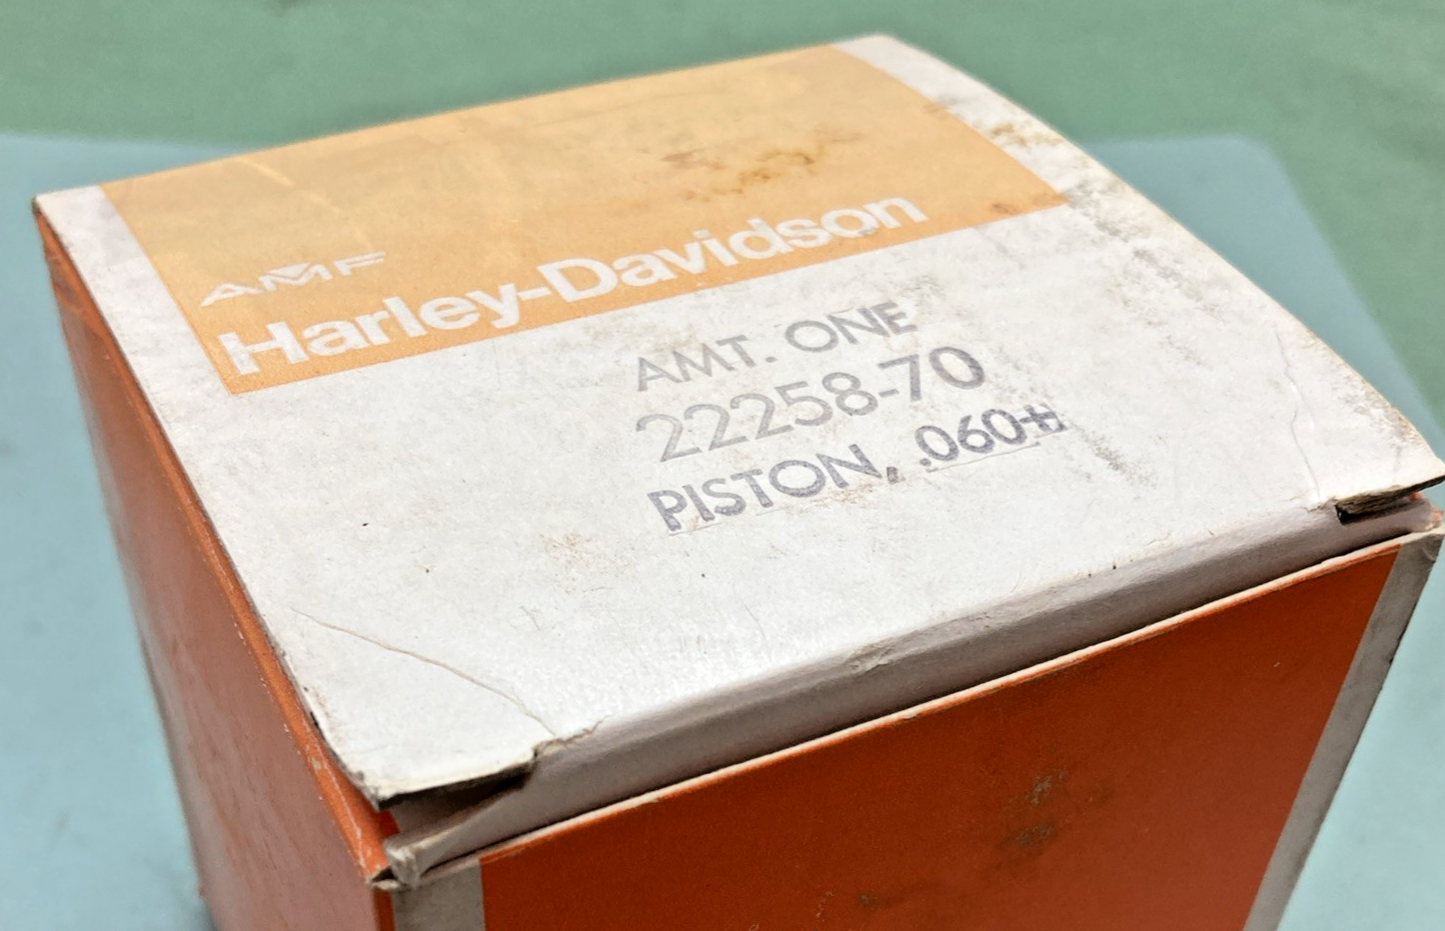 AMF
Harley-Davidson
AMT. ONE
22258-70
PISTON, .060+